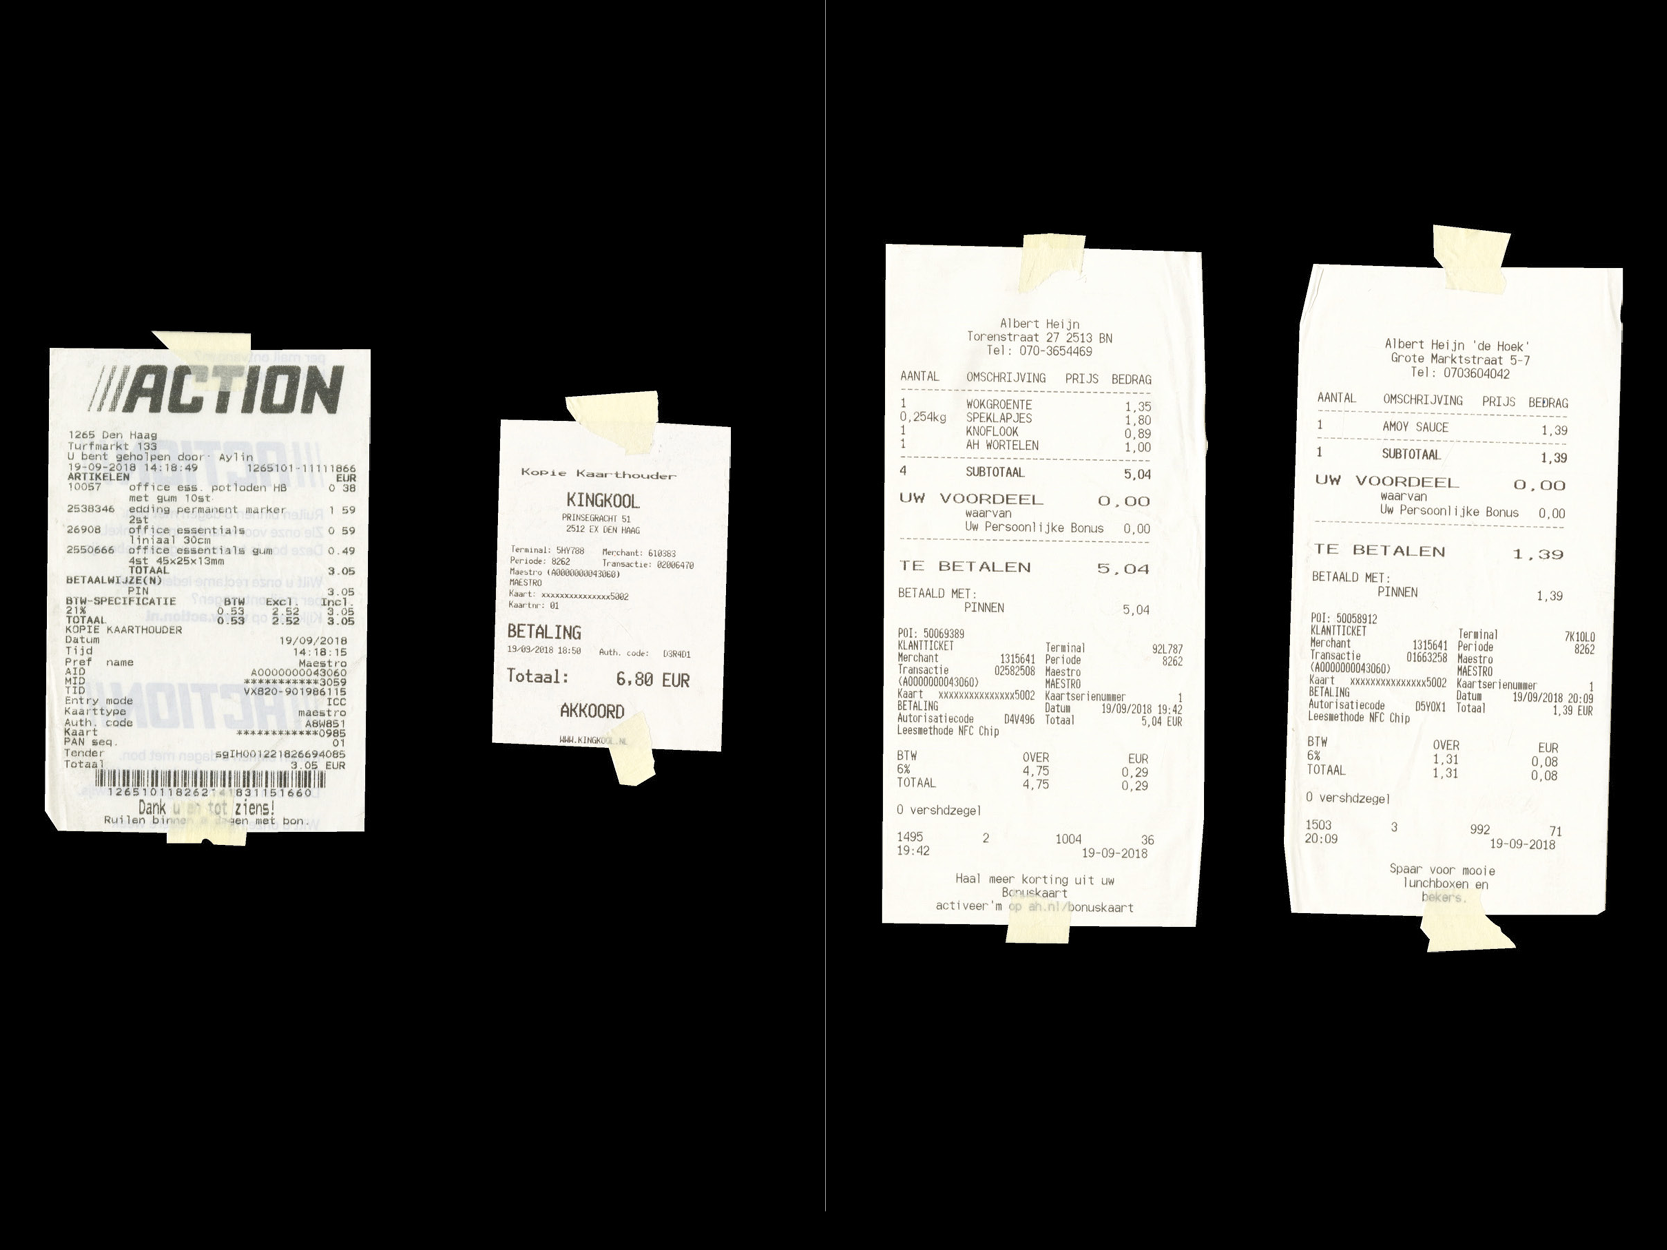 ACTION
1265 Den Haag
Turfmarkt 133
U bent geholpen door: Aylin
19-09-2018 14:18:49 1265101-11111866
ARTIKELEN EUR
10057 office ess. potloden HB 0 38
met gum 10st
2538346 edding permanent marker 1 59
2st
26908 office essentials 0 59
liniaal 30cm
2550666 office essentials gum 0.49
4st 45x25x13mm
TOTAAL 3.05
BETAALWIJZE(N)
PIN 3.05
BTW-SPECIFICATIE BTW Excl. Incl.
21% 0.53 2.52 3.05
TOTAAL 0.53 2.52 3.05
KOPIE KAARTHOUDER
Datum 19/09/2018
Tijd 14:18:15
Pref name Maestro
AID A0000000043060
MID ***********3059
TID VX820-901986115
Entry mode ICC
Kaarttype maestro
Auth. code A8W851
Kaart ************0985
PAN seq. 01
Tender sgIH001221826694085
Totaal 3.05 EUR
Dank u en tot ziens!
Ruilen binnen dagen met bon.
Kopie Kaarthouder
KINGKOOL
PRINSEGRACHT 51
2512 EX DEN HAAG
Terminal: 5HY788 Merchant: 610383
Periode: 8262 Transactie: 02006470
Maestro (A0000000043060)
MAESTRO
Kaart: xxxxxxxxxxxxxxx5002
Kaartnr: 01
BETALING
19/09/2018 18:50 Auth. code: D3R4D1
Totaal: 6,80 EUR
AKKOORD
WWW.KINGKOOL.NL
Albert Heijn
Torenstraat 27 2513 BN
Tel: 070-3654469
AANTAL OMSCHRIJVING PRIJS BEDRAG
1 WOKGROENTE 1,35
0,254kg SPEKLAPJES 1,80
1 KNOFLOOK 0,89
1 AH WORTELEN 1,00
4 SUBTOTAAL 5,04
UW VOORDEEL 0,00
waarvan
Uw Persoonlijke Bonus 0,00
TE BETALEN 5,04
BETAALD MET:
PINNEN 5,04
POI: 50069389
KLANTTICKET Terminal 92L787
Merchant 1315641 Periode 8262
Transactie 02582508 Maestro
(A0000000043060) MAESTRO
Kaart xxxxxxxxxxxxxxx5002 Kaartserienummer 1
BETALING Datum 19/09/2018 19:42
Autorisatiecode D4V496 Totaal 5,04 EUR
Leesmethode NFC Chip
BTW OVER EUR
6% 4,75 0,29
TOTAAL 4,75 0,29
0 vershdzegel
1495 2 1004 36
19:42 19-09-2018
Haal meer korting uit uw
Bonuskaart
activeer'm op ah.nl/bonuskaart
Albert Heijn 'de Hoek'
Grote Marktstraat 5-7
Tel: 0703604042
AANTAL OMSCHRIJVING PRIJS BEDRAG
1 AMOY SAUCE 1,39
1 SUBTOTAAL 1,39
UW VOORDEEL 0,00
waarvan
Uw Persoonlijke Bonus 0,00
TE BETALEN 1,39
BETAALD MET:
PINNEN 1,39
POI: 50058912
KLANTTICKET Terminal 7K10L0
Merchant 1315641 Periode 8262
Transactie 01663258 Maestro
(A0000000043060) MAESTRO
Kaart xxxxxxxxxxxxxxx5002 Kaartserienummer 1
BETALING Datum 19/09/2018 20:09
Autorisatiecode D5Y0X1 Totaal 1,39 EUR
Leesmethode NFC Chip
BTW OVER EUR
6% 1,31 0,08
TOTAAL 1,31 0,08
0 vershdzegel
1503 3 992 71
20:09 19-09-2018
Spaar voor mooie
lunchboxen en
bekers.